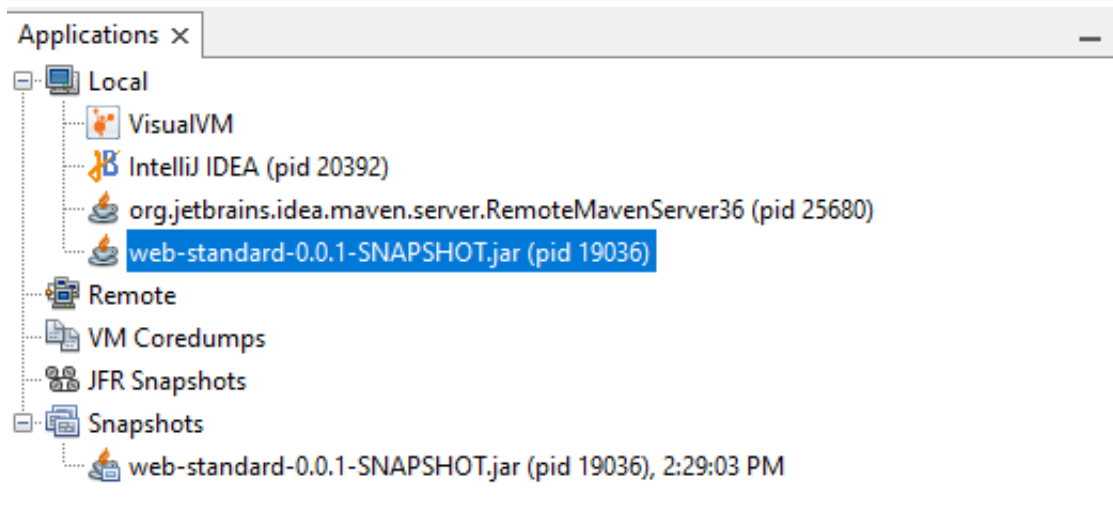 Applications ×
Local
VisualVM
IntelliJ IDEA (pid 20392)
org.jetbrains.idea.maven.server.RemoteMavenServer36 (pid 25680)
web-standard-0.0.1-SNAPSHOT.jar (pid 19036)
Remote
VM Coredumps
JFR Snapshots
Snapshots
web-standard-0.0.1-SNAPSHOT.jar (pid 19036), 2:29:03 PM